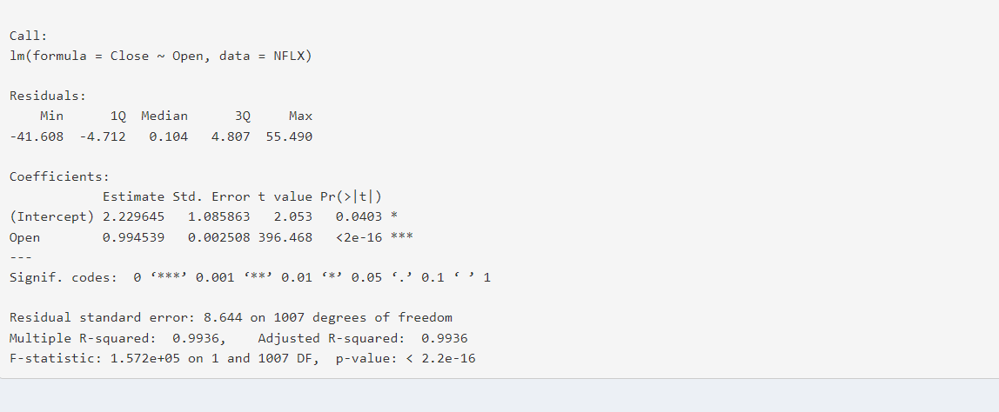 Call:
lm(formula = Close ~ Open, data = NFLX)
Residuals:
    Min      1Q  Median      3Q     Max
-41.608  -4.712   0.104   4.807  55.490
Coefficients:
            Estimate Std. Error t value Pr(>|t|)
(Intercept) 2.229645   1.085863   2.053   0.0403 *
Open        0.994539   0.002508 396.468   <2e-16 ***
---
Signif. codes:  0 ‘***’ 0.001 ‘**’ 0.01 ‘*’ 0.05 ‘.’ 0.1 ‘ ’ 1
Residual standard error: 8.644 on 1007 degrees of freedom
Multiple R-squared:  0.9936,    Adjusted R-squared:  0.9936
F-statistic: 1.572e+05 on 1 and 1007 DF,  p-value: < 2.2e-16